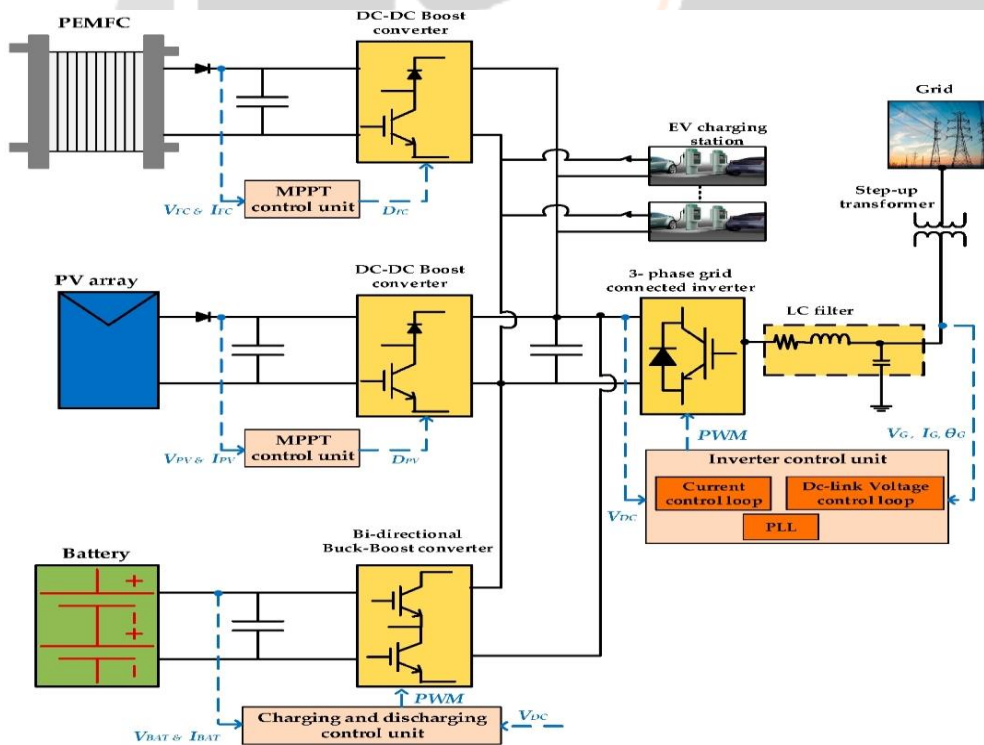 PEMFC
DC-DC Boost
converter
Grid
EV charging
station
MPPT
control unit
VFC & IFC
DFC
Step-up
transformer
PV array
DC-DC Boost
converter
3- phase grid
connected inverter
LC filter
MPPT
control unit
VPV & IPV
DPV
PWM
VG , IG, θG
Inverter control unit
Current
control loop
Dc-link Voltage
control loop
PLL
VDC
Battery
Bi-directional
Buck-Boost converter
PWM
Charging and discharging
control unit
VBAT & IBAT
VDC